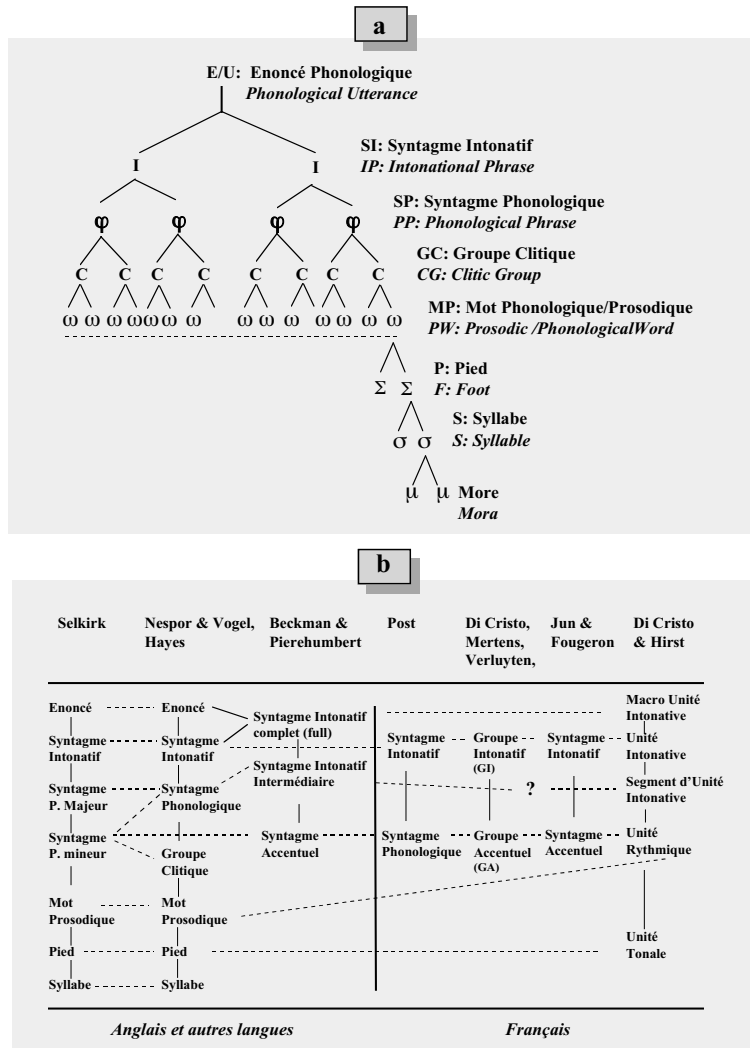 a
E/U: Enoncé Phonologique
Phonological Utterance
I I
SI: Syntagme Intonatif
IP: Intonational Phrase
φ φ φ φ
SP: Syntagme Phonologique
PP: Phonological Phrase
C C C C C C C C
GC: Groupe Clitique
CG: Clitic Group
ω ω ω ω ω ω ω ω ω ω ω ω ω ω
MP: Mot Phonologique/Prosodique
PW: Prosodic /PhonologicalWord
Σ Σ
P: Pied
F: Foot
σ σ
S: Syllabe
S: Syllable
μ μ
More
Mora
b
Selkirk
Nespor & Vogel,
Hayes
Beckman &
Pierehumbert
Post
Di Cristo,
Mertens,
Verluyten,
Jun &
Fougeron
Di Cristo
& Hirst
Enoncé
Syntagme
Intonatif
Syntagme
P. Majeur
Syntagme
P. mineur
Mot
Prosodique
Pied
Syllabe
Enoncé
Syntagme
Intonatif
Syntagme
Phonologique
Groupe
Clitique
Mot
Prosodique
Pied
Syllabe
Syntagme Intonatif
complet (full)
Syntagme Intonatif
Intermédiaire
Syntagme
Accentuel
Syntagme
Intonatif
Syntagme
Phonologique
Groupe
Intonatif
(GI)
Groupe
Accentuel
(GA)
?
Syntagme
Intonatif
Syntagme
Accentuel
Macro Unité
Intonative
Unité
Intonative
Segment d'Unité
Intonative
Unité
Rythmique
Unité
Tonale
Anglais et autres langues
Français